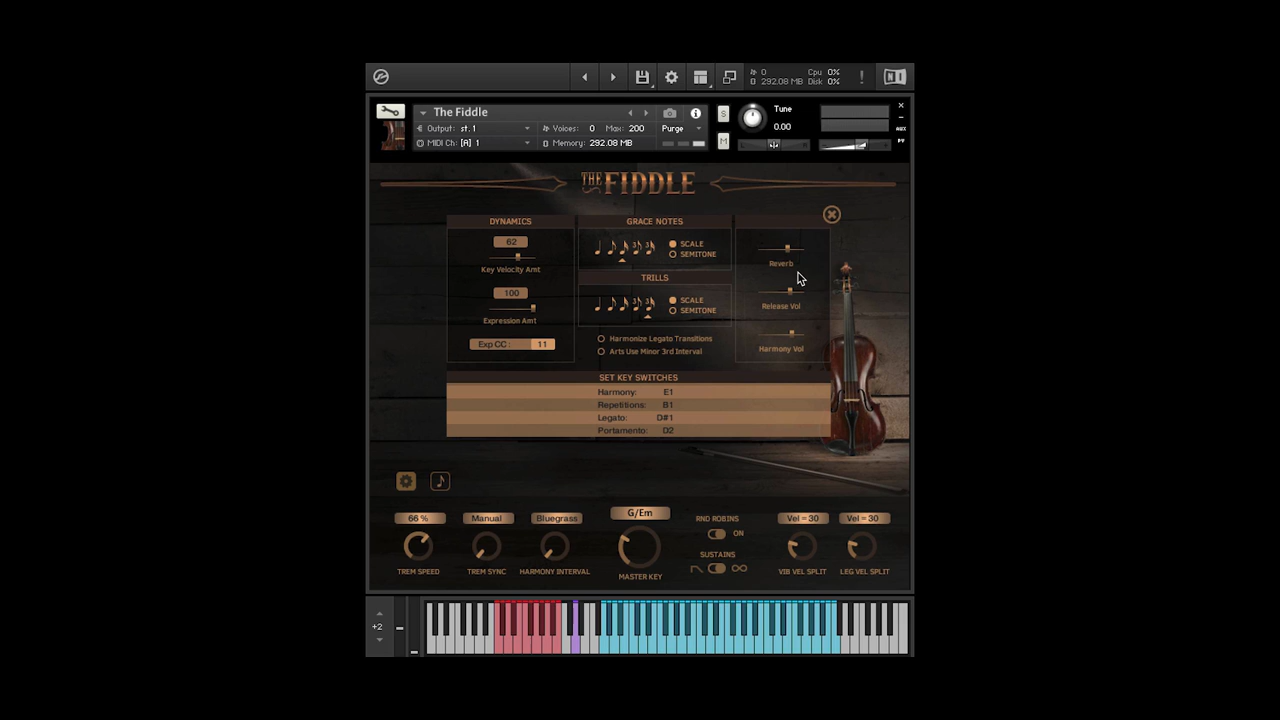 0 Cpu 0%
292.08 MB Disk 0%
The Fiddle
Output: st.1 Voices: 0 Max: 200 Purge
MIDI Ch: [A] 1 Memory: 292.08 MB
S
M
Tune
0.00
AUX
PV
THE FIDDLE
DYNAMICS
62
Key Velocity Amt
100
Expression Amt
Exp CC: 11
GRACE NOTES
SCALE
SEMITONE
TRILLS
SCALE
SEMITONE
Harmonize Legato Transitions
Arts Use Minor 3rd Interval
Reverb
Release Vol
Harmony Vol
SET KEY SWITCHES
Harmony: E1
Repetitions: B1
Legato: D#1
Portamento: D2
66 % Manual Bluegrass G/Em RND ROBINS Vel = 30 Vel = 30
ON
SUSTAINS
TREM SPEED TREM SYNC HARMONY INTERVAL MASTER KEY VIB VEL SPLIT LEG VEL SPLIT
+2